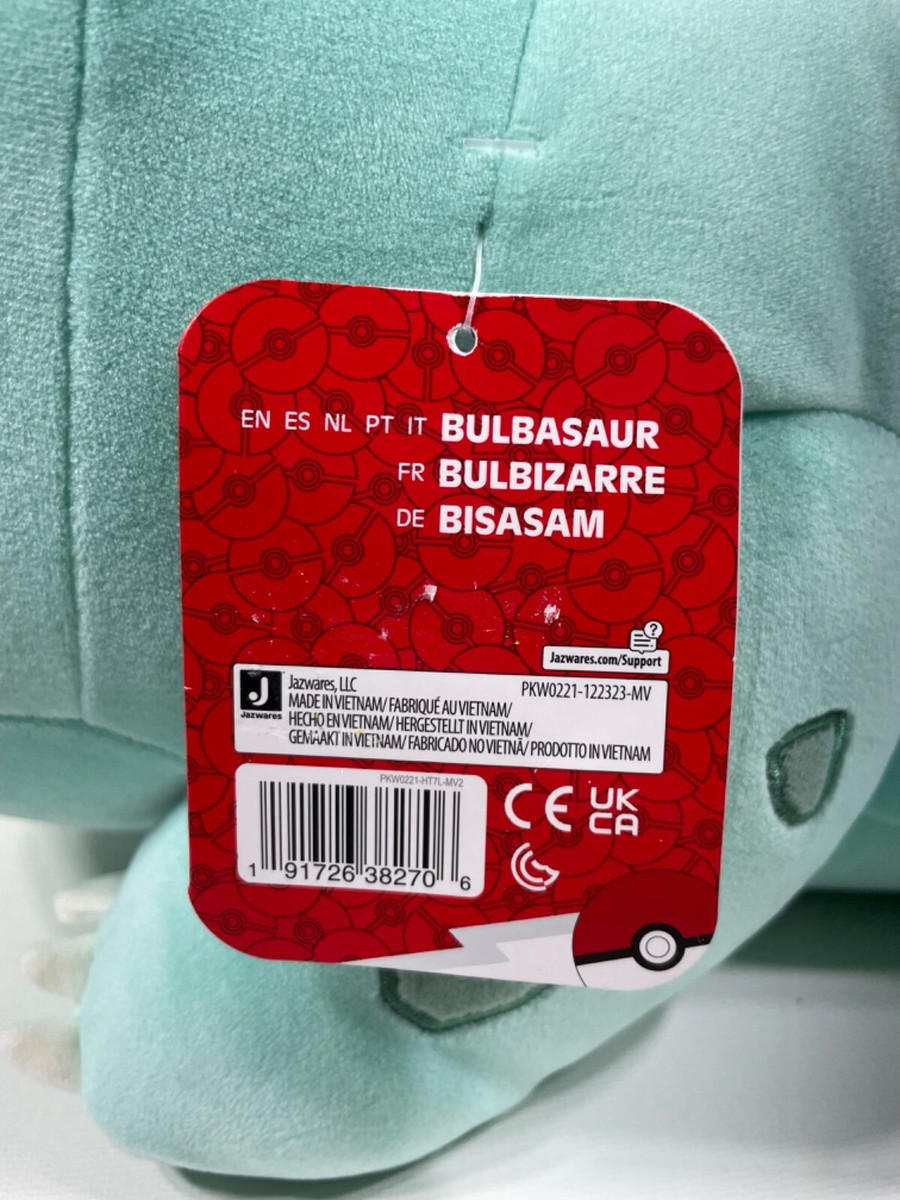 EN ES NL PT IT BULBASAUR
FR BULBIZARRE
DE BISASAM
?
Jazwares.com/Support
J
Jazwares
Jazwares, LLC PKW0221-122323-MV
MADE IN VIETNAM/ FABRIQUÉ AU VIETNAM/
HECHO EN VIETNAM/ HERGESTELLT IN VIETNAM/
GEMAAKT IN VIETNAM/ FABRICADO NO VIETNÃ/ PRODOTTO IN VIETNAM
PKW0221-HT7L-MV2
1 91726 38270 6
CE
UK
CA